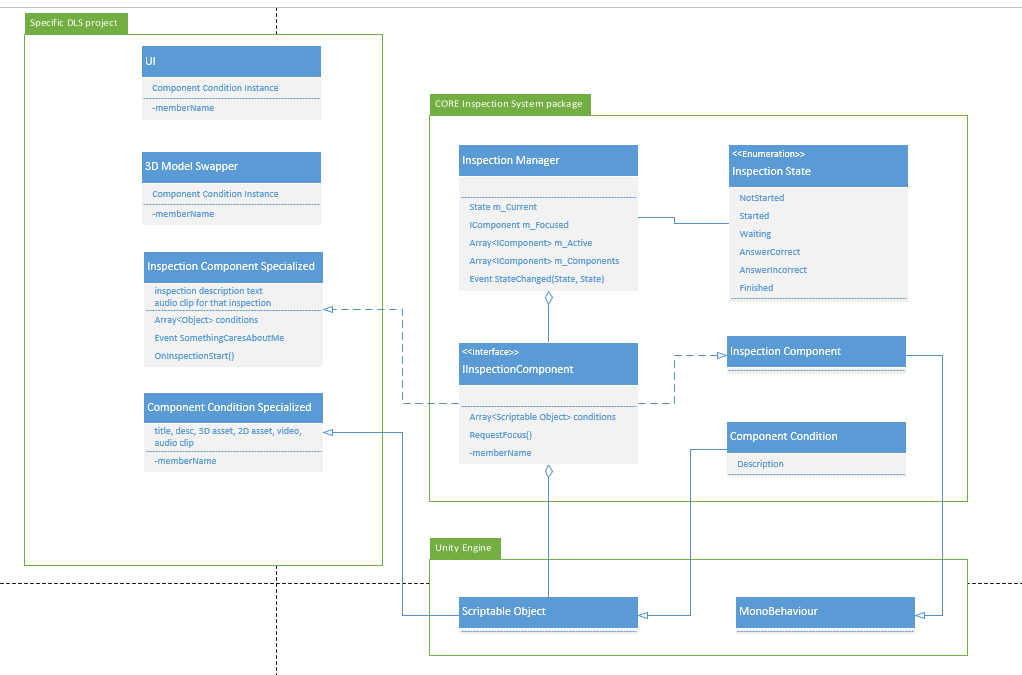 Specific DLS project
UI
Component Condition Instance
-memberName
3D Model Swapper
Component Condition Instance
-memberName
Inspection Component Specialized
inspection description text
audio clip for that inspection
Array<Object> conditions
Event SomethingCaresAboutMe
OnInspectionStart()
Component Condition Specialized
title, desc, 3D asset, 2D asset, video,
audio clip
-memberName
CORE Inspection System package
Inspection Manager
State m_Current
IComponent m_Focused
Array<IComponent> m_Active
Array<IComponent> m_Components
Event StateChanged(State, State)
<<Enumeration>>
Inspection State
NotStarted
Started
Waiting
AnswerCorrect
AnswerIncorrect
Finished
<<Interface>>
IInspectionComponent
Array<Scriptable Object> conditions
RequestFocus()
-memberName
Inspection Component
Component Condition
Description
Unity Engine
Scriptable Object
MonoBehaviour